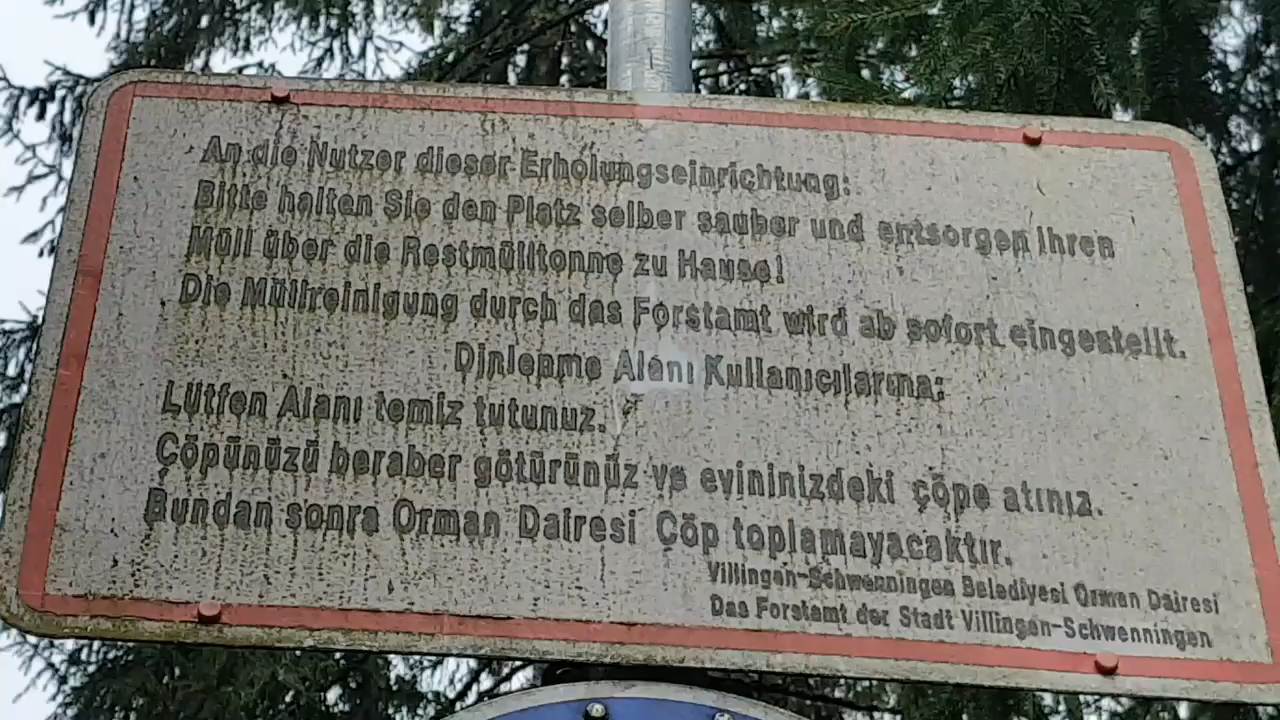 An die Nutzer dieser Erholungseinrichtung:
Bitte halten Sie den Platz selber sauber und entsorgen Ihren
Müll über die Restmülltonne zu Hause!
Die Müllreinigung durch das Forstamt wird ab sofort eingestellt.
Dinlenme Alanı Kullanıcılarına:
Lütfen Alanı temiz tutunuz.
Çöpünüzü beraber götürünüz ve evininizdeki çöpe atınız.
Bundan sonra Orman Dairesi Çöp toplamayacaktır.
Villingen-Schwenningen Belediyesi Orman Dairesi
Das Forstamt der Stadt Villingen-Schwenningen